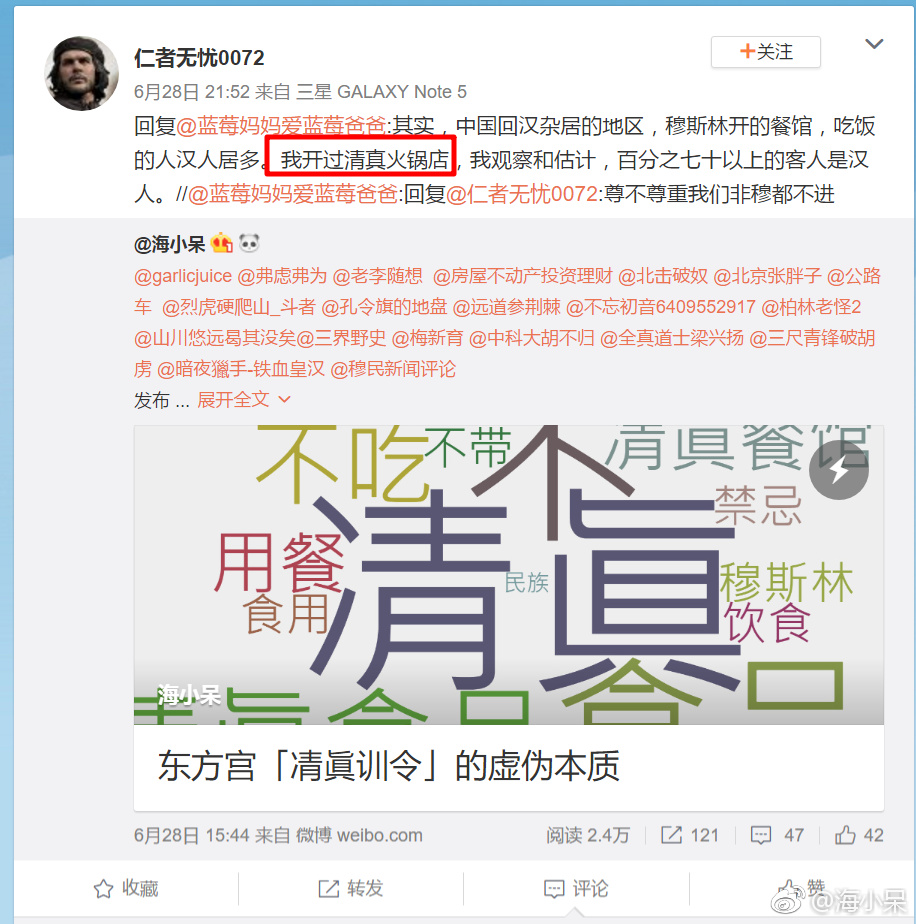 仁者无忧0072
+关注
6月28日 21:52 来自 三星 GALAXY Note 5
回复@蓝莓妈妈爱蓝莓爸爸:其实，中国回汉杂居的地区，穆斯林开的餐馆，吃饭
的人汉人居多。我开过清真火锅店，我观察和估计，百分之七十以上的客人是汉
人。//@蓝莓妈妈爱蓝莓爸爸:回复@仁者无忧0072:尊不尊重我们非穆都不进
@海小呆
@garlicjuice @弗虑弗为 @老李随想 @房屋不动产投资理财 @北击破奴 @北京张胖子 @公路
车 @烈虎硬爬山_斗者 @孔令旗的地盘 @远道参荆棘 @不忘初音6409552917 @柏林老怪2
@山川悠远曷其没矣@三界野史 @梅新育 @中科大胡不归 @全真道士梁兴扬 @三尺青锋破胡
虏 @暗夜獵手-铁血皇汉 @穆民新闻评论
发布 ... 展开全文
不吃
不带
不
清眞餐馆
禁忌
用餐
清眞
民族
穆斯林
食用
饮食
海小呆
清眞食品
食品
东方宫「清眞训令」的虚伪本质
6月28日 15:44 来自 微博 weibo.com
阅读 2.4万
121
47
42
收藏
转发
评论
赞
@海小呆